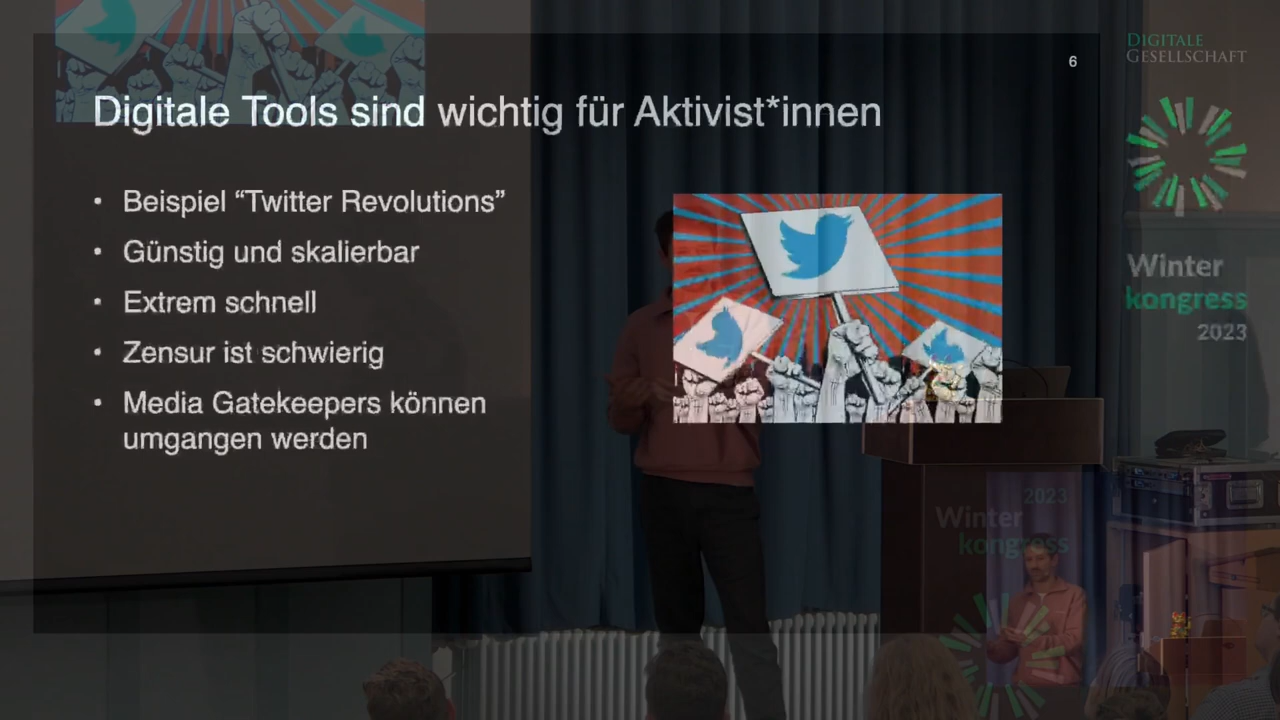 6
DIGITALE
GESELLSCHAFT
Digitale Tools sind wichtig für Aktivist*innen
• Beispiel “Twitter Revolutions”
• Günstig und skalierbar
• Extrem schnell
• Zensur ist schwierig
• Media Gatekeepers können
umgangen werden
Winter
kongress
2023
2023
Winter
kongress